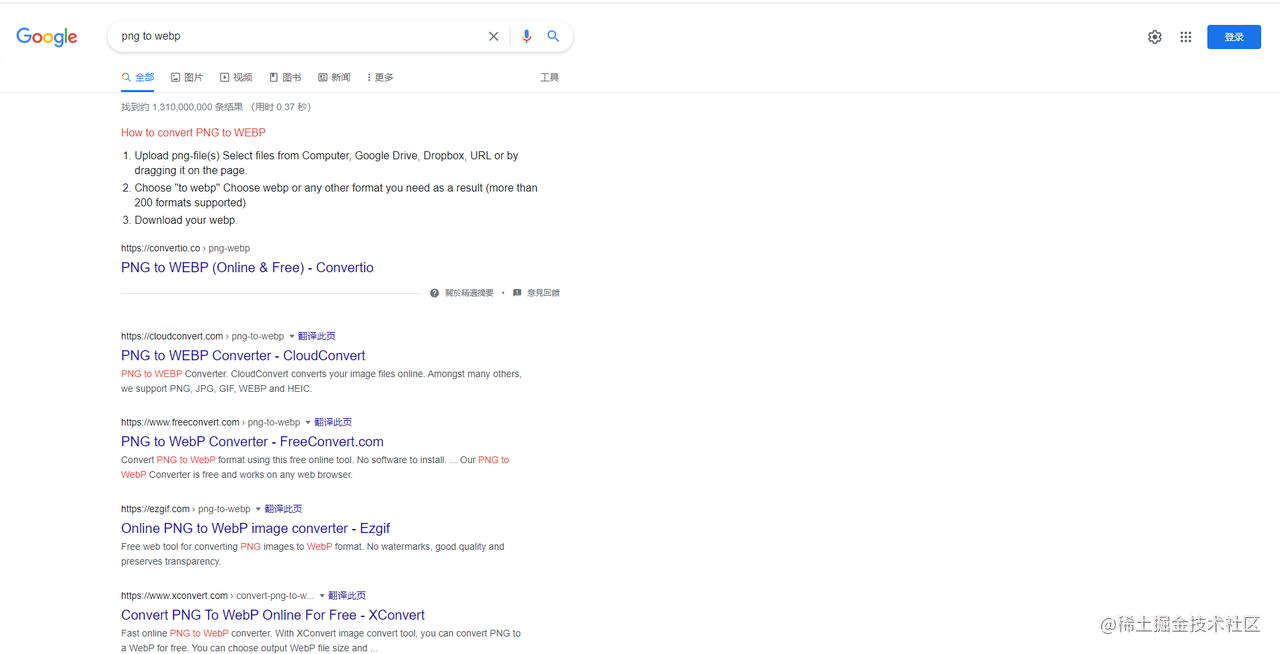 Google
png to webp
登录
全部 图片 视频 图书 新闻 更多 工具
找到约 1,310,000,000 条结果 （用时 0.37 秒）
How to convert PNG to WEBP
1. Upload png-file(s) Select files from Computer, Google Drive, Dropbox, URL or by
dragging it on the page.
2. Choose "to webp" Choose webp or any other format you need as a result (more than
200 formats supported)
3. Download your webp.
https://convertio.co › png-webp
PNG to WEBP (Online & Free) - Convertio
關於精選摘要 • 意見回饋
https://cloudconvert.com › png-to-webp 翻译此页
PNG to WEBP Converter - CloudConvert
PNG to WEBP Converter. CloudConvert converts your image files online. Amongst many others,
we support PNG, JPG, GIF, WEBP and HEIC.
https://www.freeconvert.com › png-to-webp 翻译此页
PNG to WebP Converter - FreeConvert.com
Convert PNG to WebP format using this free online tool. No software to install. ... Our PNG to
WebP Converter is free and works on any web browser.
https://ezgif.com › png-to-webp 翻译此页
Online PNG to WebP image converter - Ezgif
Free web tool for converting PNG images to WebP format. No watermarks, good quality and
preserves transparency.
https://www.xconvert.com › convert-png-to-w... 翻译此页
Convert PNG To WebP Online For Free - XConvert
Fast online PNG to WebP converter. With XConvert image convert tool, you can convert PNG to
a WebP for free. You can choose output WebP file size and ...
@稀土掘金技术社区